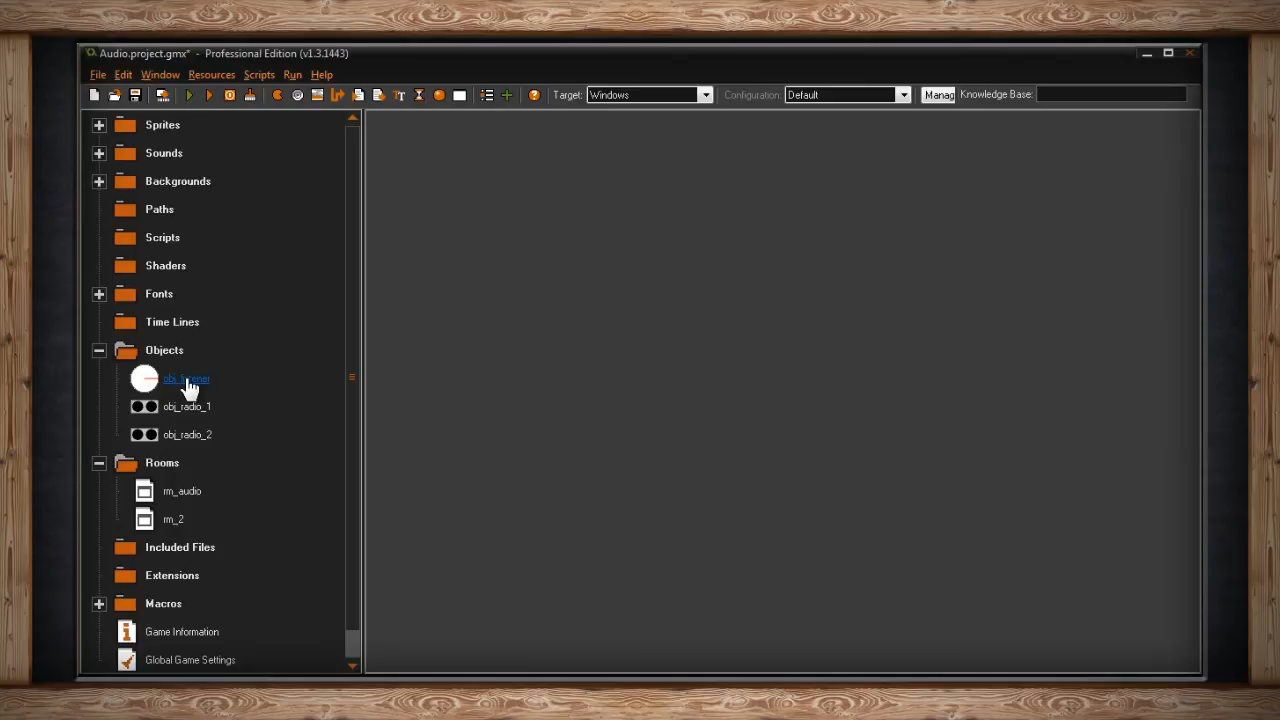 Audio.project.gmx* - Professional Edition (v1.3.1443)
File Edit Window Resources Scripts Run Help
Target: Windows Configuration: Default Manag Knowledge Base:
Sprites
Sounds
Backgrounds
Paths
Scripts
Shaders
Fonts
Time Lines
Objects
obj_listener
obj_radio_1
obj_radio_2
Rooms
rm_audio
rm_2
Included Files
Extensions
Macros
Game Information
Global Game Settings